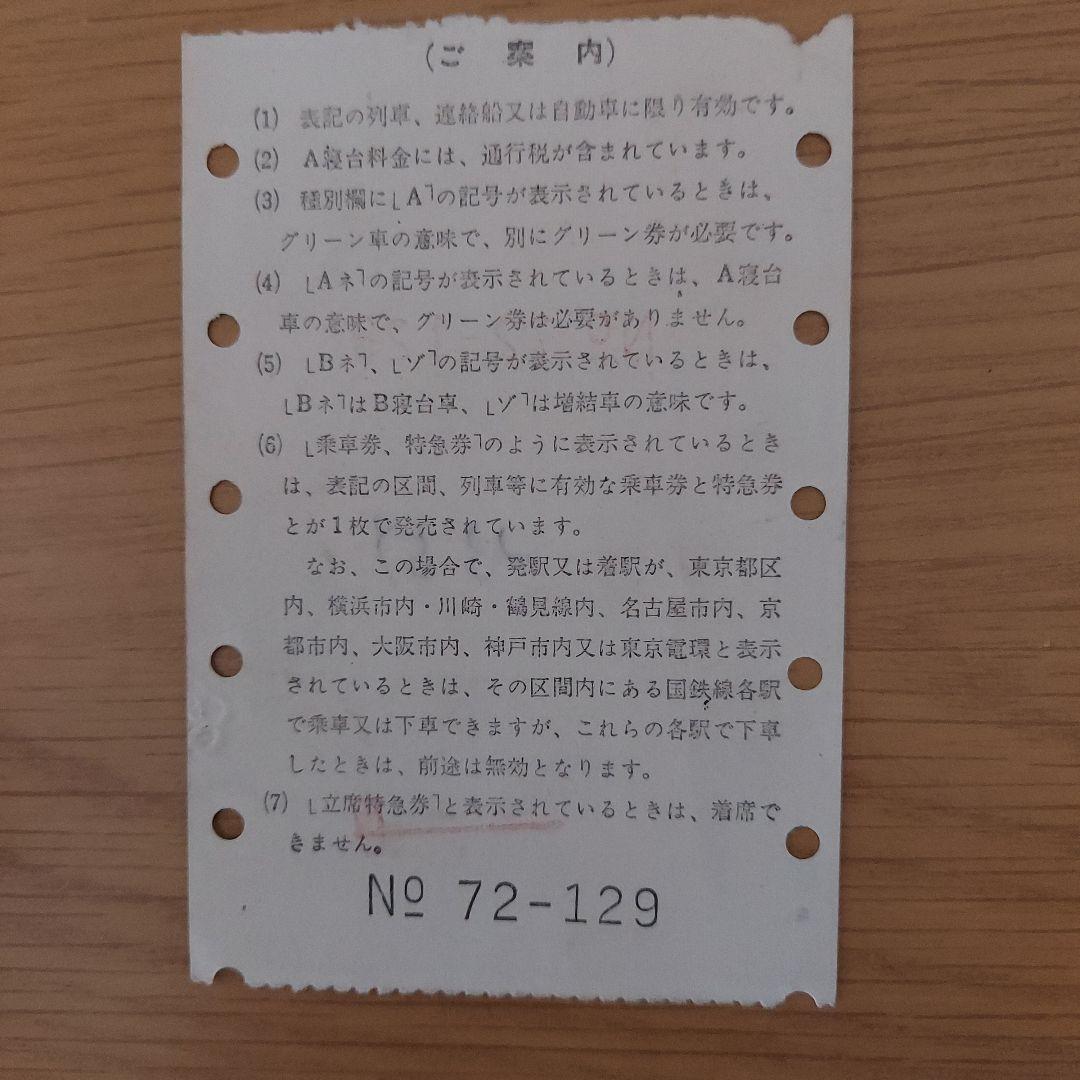 (ご案内)
(1) 表記の列車、連絡船又は自動車に限り有効です。
(2) A寝台料金には、通行税が含まれています。
(3) 種別欄に｢A｣の記号が表示されているときは、
グリーン車の意味で、別にグリーン券が必要です。
(4) ｢Aネ｣の記号が表示されているときは、A寝台
車の意味で、グリーン券は必要がありません。
(5) ｢Bネ｣、｢ゾ｣の記号が表示されているときは、
｢Bネ｣はB寝台車、｢ゾ｣は増結車の意味です。
(6) ｢乗車券、特急券｣のように表示されているとき
は、表記の区間、列車等に有効な乗車券と特急券
とが1枚で発売されています。
なお、この場合で、発駅又は着駅が、東京都区
内、横浜市内・川崎・鶴見線内、名古屋市内、京
都市内、大阪市内、神戸市内又は東京電環と表示
されているときは、その区間内にある国鉄線各駅
で乗車又は下車できますが、これらの各駅で下車
したときは、前途は無効となります。
(7) ｢立席特急券｣と表示されているときは、着席で
きません。
No 72-129